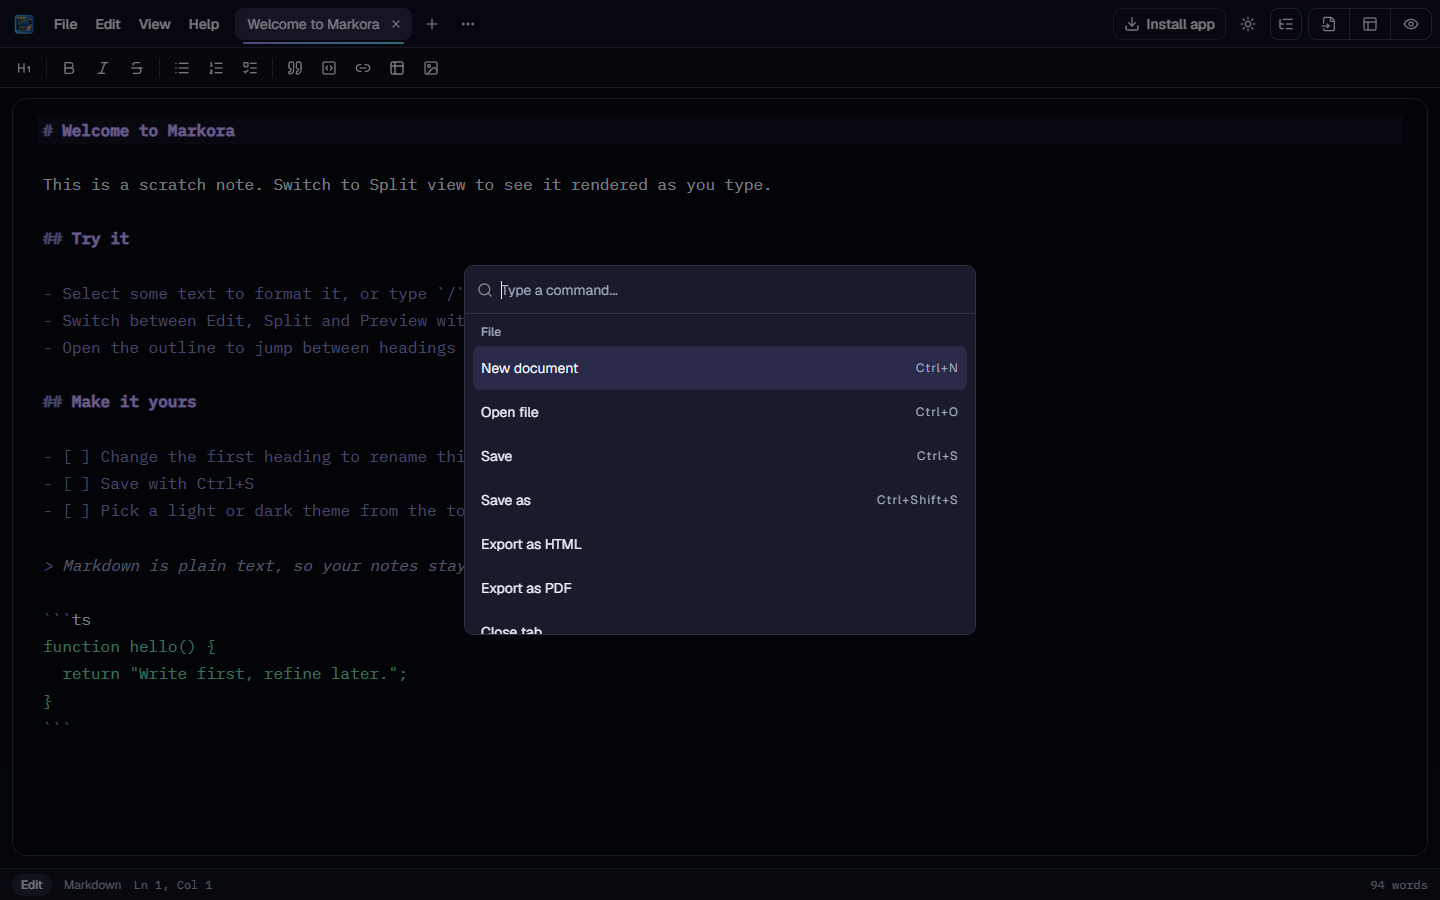 File Edit View Help Welcome to Markora Install app
H1
# Welcome to Markora
This is a scratch note. Switch to Split view to see it rendered as you type.
## Try it
- Select some text to format it, or type `/`
- Switch between Edit, Split and Preview wit
- Open the outline to jump between headings
## Make it yours
- [ ] Change the first heading to rename thi
- [ ] Save with Ctrl+S
- [ ] Pick a light or dark theme from the to
> Markdown is plain text, so your notes stay
```ts
function hello() {
  return "Write first, refine later.";
}
```
Type a command...
File
New document Ctrl+N
Open file Ctrl+O
Save Ctrl+S
Save as Ctrl+Shift+S
Export as HTML
Export as PDF
Close tab
Edit Markdown Ln 1, Col 1 94 words